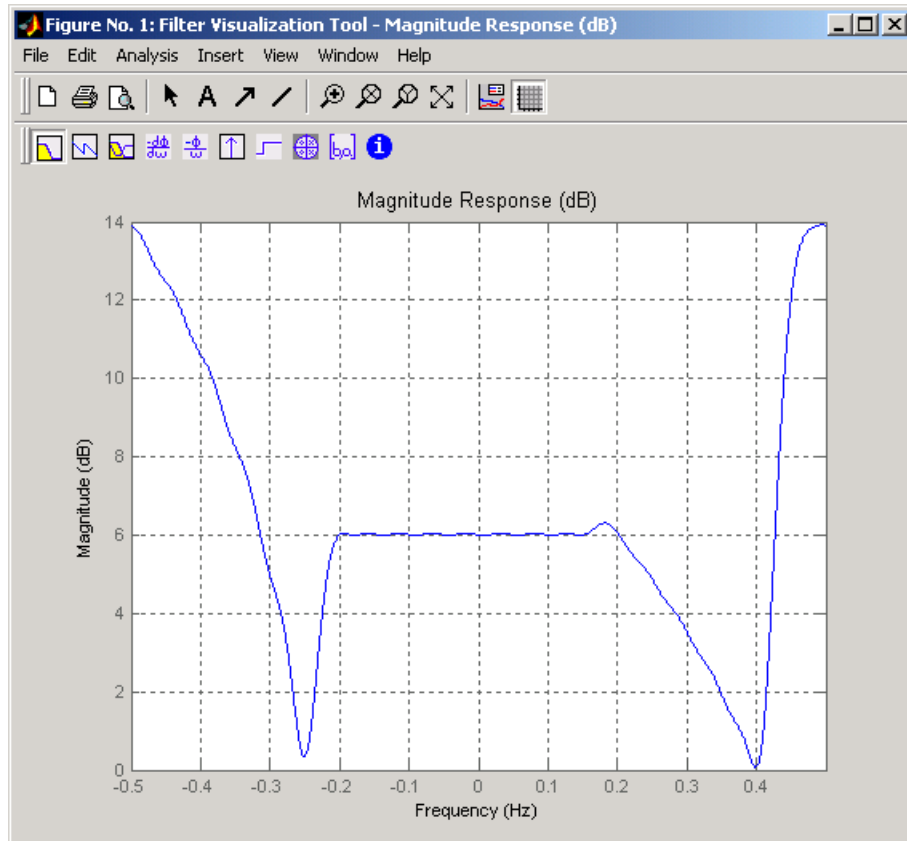 Figure No. 1: Filter Visualization Tool - Magnitude Response (dB)
File Edit Analysis Insert View Window Help
A
-dΦ
dω
-Φ
ω
[b,a]
i
Magnitude Response (dB)
14
12
10
8
6
4
2
0
Magnitude (dB)
-0.5 -0.4 -0.3 -0.2 -0.1 0 0.1 0.2 0.3 0.4
Frequency (Hz)